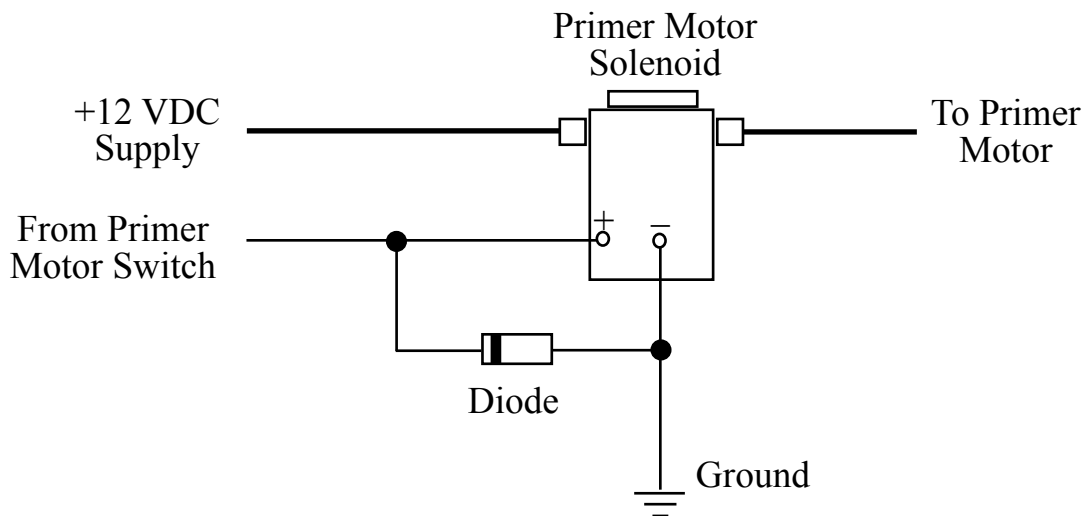 Primer Motor
Solenoid
+12 VDC
Supply
To Primer
Motor
From Primer
Motor Switch
+
−
Diode
Ground